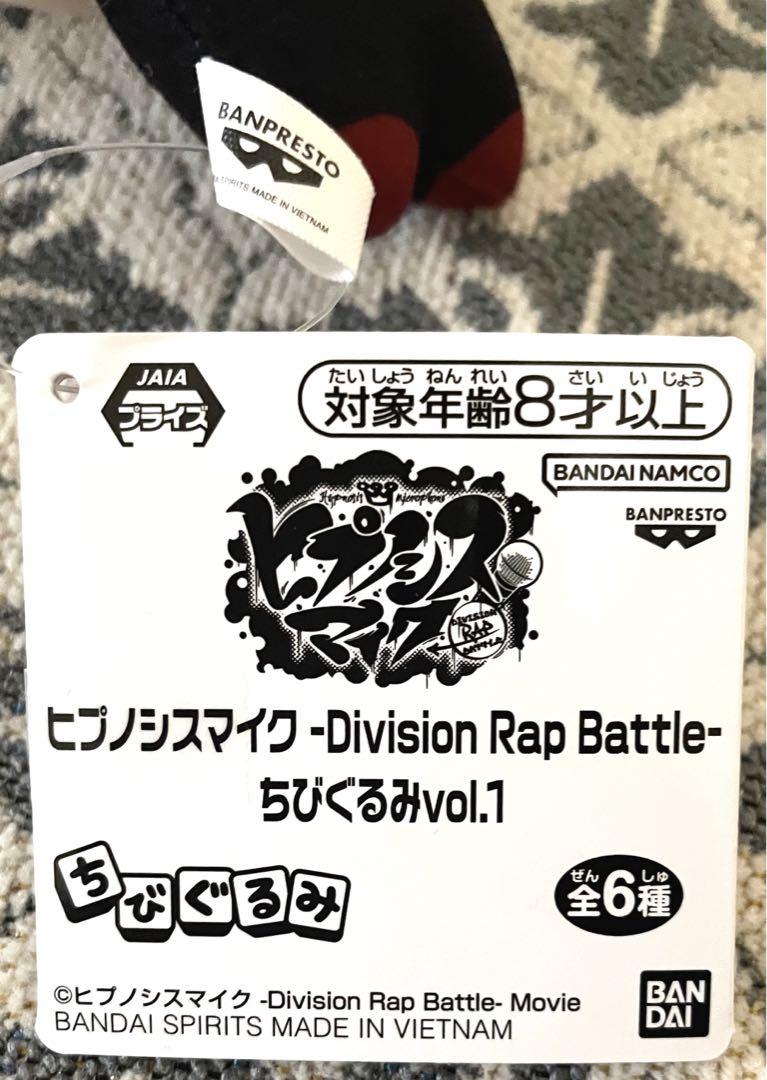 BANPRESTO
SPIRITS MADE IN VIETNAM
JAIA
プライズ
たいしょうねんれい さいいじょう
対象年齢8才以上
BANDAI NAMCO
BANPRESTO
Hypnosis Microphone
ヒプノシス
マイク
DIVISION
RAP
BATTLE
ヒプノシスマイク -Division Rap Battle-
ちびぐるみvol.1
ちびぐるみ
ぜん しゅ
全6種
©ヒプノシスマイク -Division Rap Battle- Movie
BANDAI SPIRITS MADE IN VIETNAM
BAN
DAI